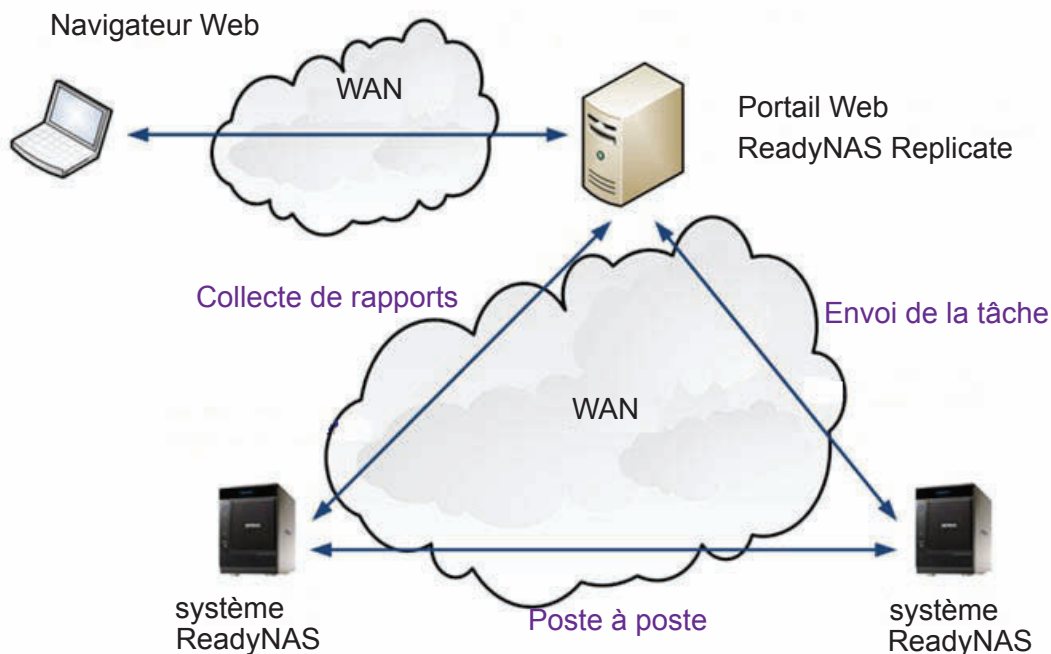 Navigateur Web
WAN
Portail Web
ReadyNAS Replicate
Collecte de rapports
Envoi de la tâche
WAN
système
ReadyNAS
Poste à poste
système
ReadyNAS